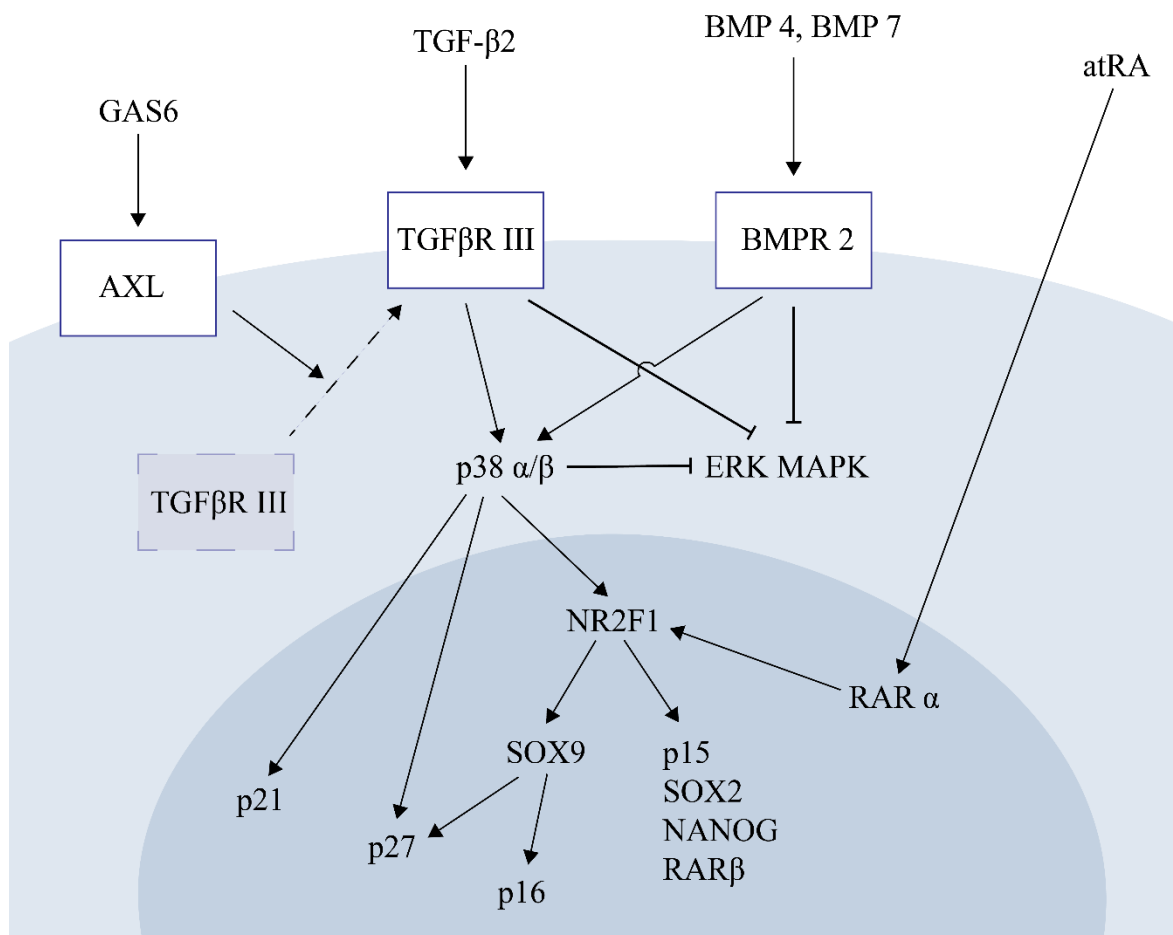 TGF-β2
BMP 4, BMP 7
atRA
GAS6
TGFβR III
BMPR 2
AXL
p38 α/β
ERK MAPK
TGFβR III
NR2F1
RAR α
SOX9
p15
SOX2
NANOG
RARβ
p21
p27
p16